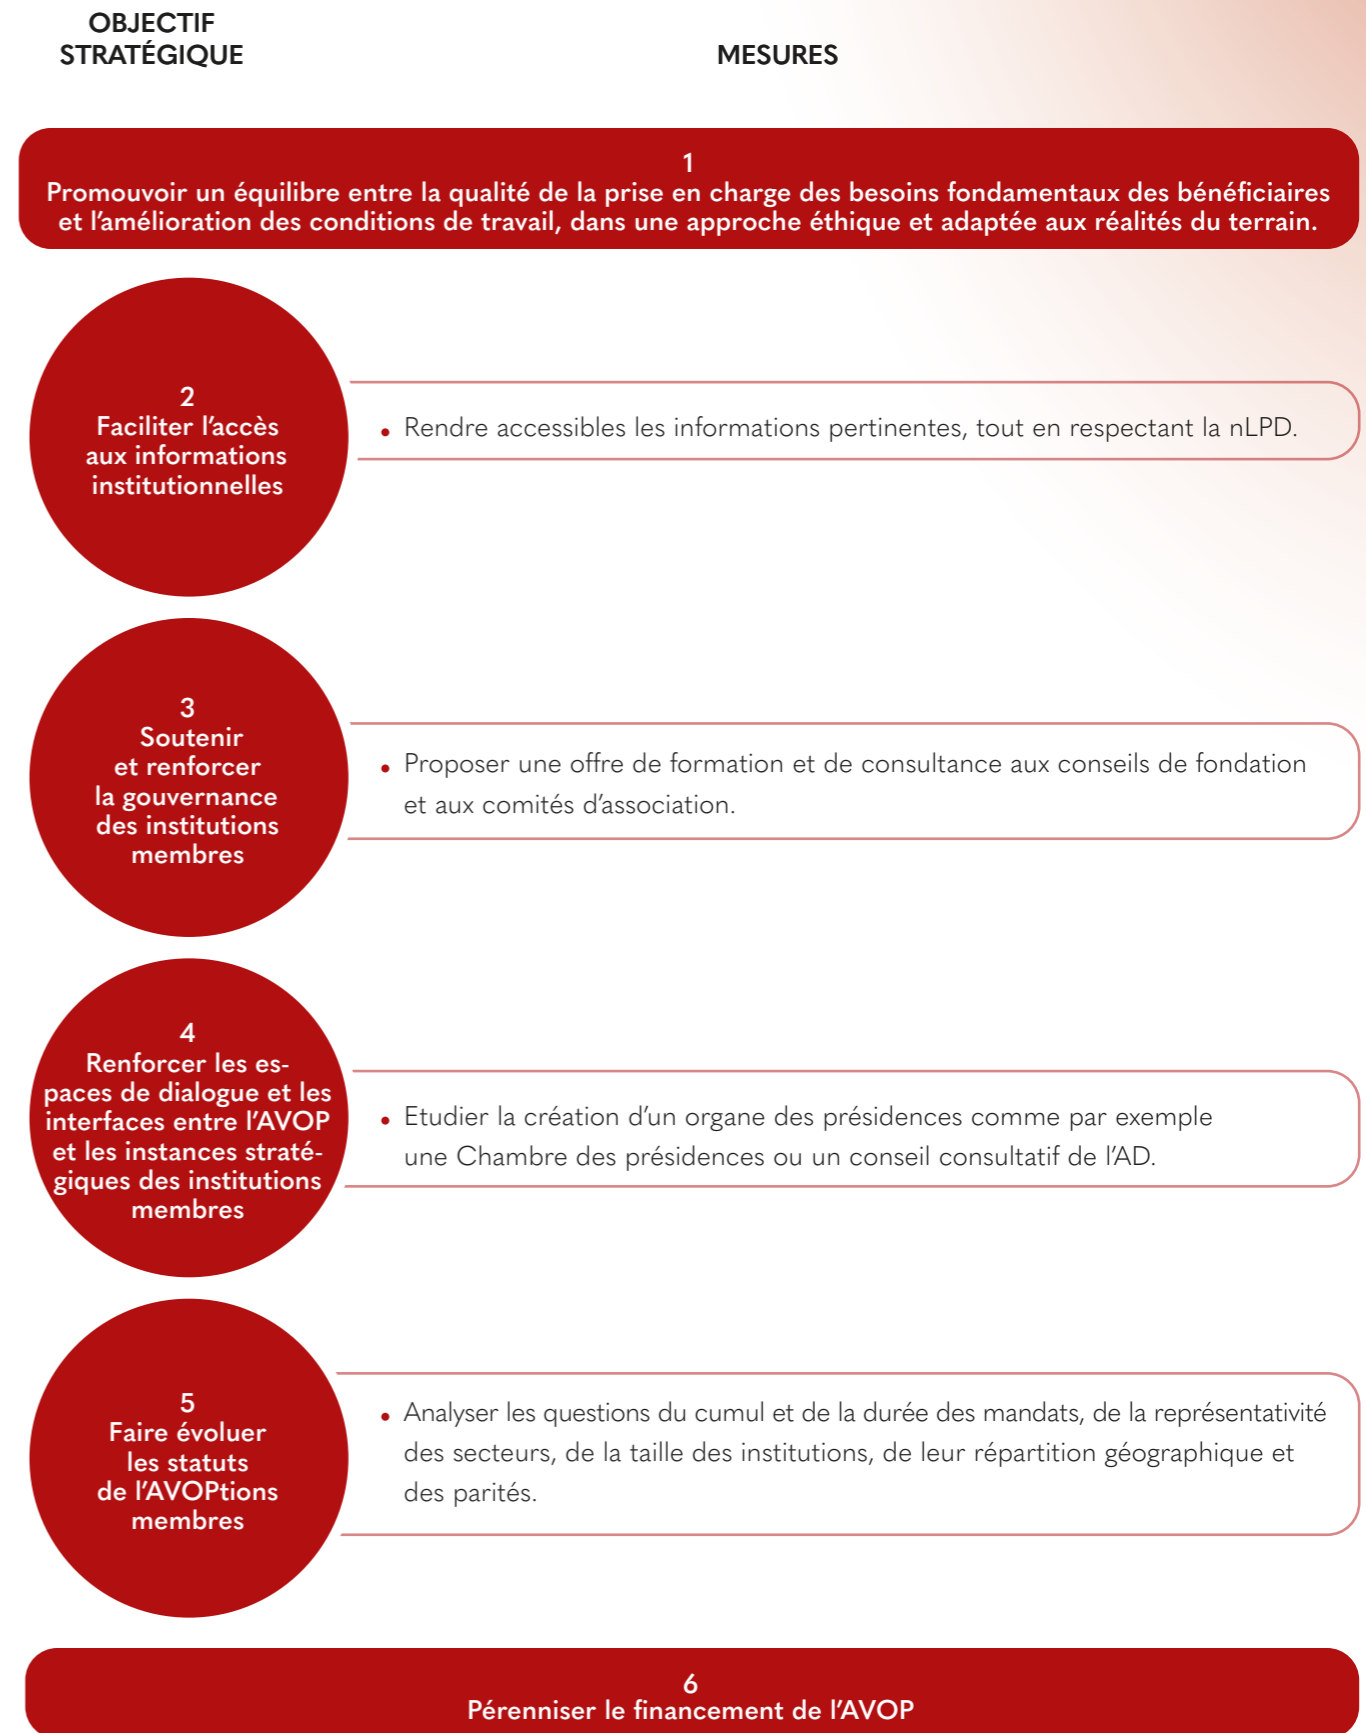 OBJECTIF
STRATÉGIQUE
MESURES
1
Promouvoir un équilibre entre la qualité de la prise en charge des besoins fondamentaux des bénéficiaires
et l’amélioration des conditions de travail, dans une approche éthique et adaptée aux réalités du terrain.
2
Faciliter l’accès
aux informations
institutionnelles
• Rendre accessibles les informations pertinentes, tout en respectant la nLPD.
3
Soutenir
et renforcer
la gouvernance
des institutions
membres
• Proposer une offre de formation et de consultance aux conseils de fondation
et aux comités d’association.
4
Renforcer les es-
paces de dialogue et les
interfaces entre l’AVOP
et les instances straté-
giques des institutions
membres
• Etudier la création d’un organe des présidences comme par exemple
une Chambre des présidences ou un conseil consultatif de l’AD.
5
Faire évoluer
les statuts
de l’AVOPtions
membres
• Analyser les questions du cumul et de la durée des mandats, de la représentativité
des secteurs, de la taille des institutions, de leur répartition géographique et
des parités.
6
Pérenniser le financement de l’AVOP